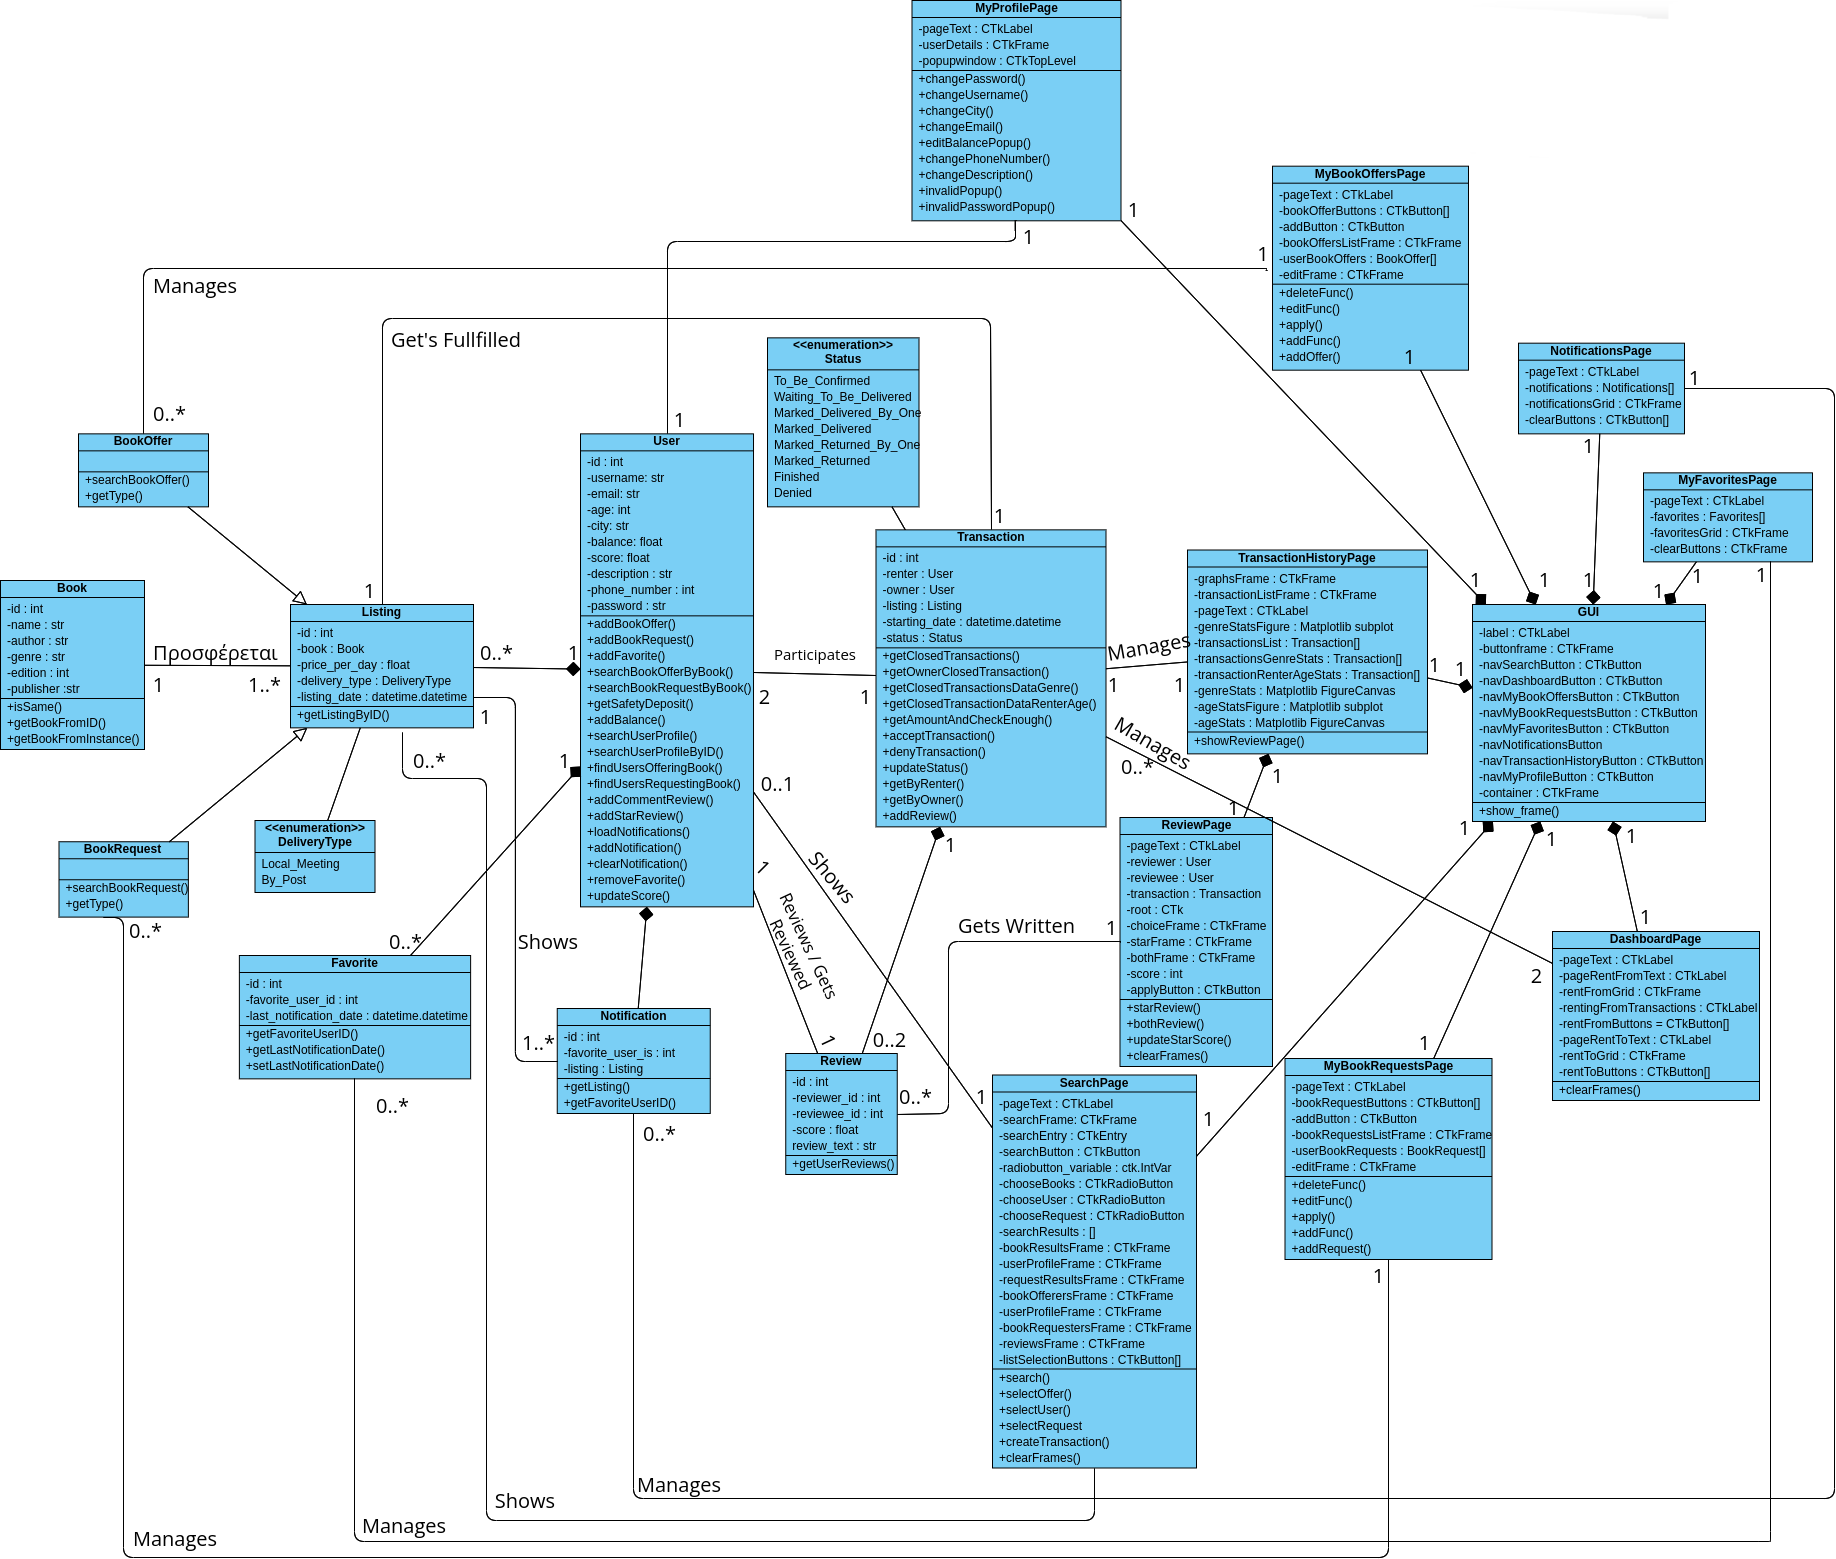 MyProfilePage
-pageText : CTkLabel
-userDetails : CTkFrame
-popupwindow : CTkTopLevel
+changePassword()
+changeUsername()
+changeCity()
+changeEmail()
+editBalancePopup()
+changePhoneNumber()
+changeDescription()
+invalidPopup()
+invalidPasswordPopup()
1
1
MyBookOffersPage
-pageText : CTkLabel
-bookOfferButtons : CTkButton[]
-addButton : CTkButton
-bookOffersListFrame : CTkFrame
-userBookOffers : BookOffer[]
-editFrame : CTkFrame
+deleteFunc()
+editFunc()
+apply()
+addFunc()
+addOffer()
1
1
Manages
0..*
Get's Fullfilled
1
1
<<enumeration>>
Status
To_Be_Confirmed
Waiting_To_Be_Delivered
Marked_Delivered_By_One
Marked_Delivered
Marked_Returned_By_One
Marked_Returned
Finished
Denied
NotificationsPage
-pageText : CTkLabel
-notifications : Notifications[]
-notificationsGrid : CTkFrame
-clearButtons : CTkButton[]
1
1
MyFavoritesPage
-pageText : CTkLabel
-favorites : Favorites[]
-favoritesGrid : CTkFrame
-clearButtons : CTkFrame
1
1
BookOffer
+searchBookOffer()
+getType()
1
User
-id : int
-username: str
-email: str
-age: int
-city: str
-balance: float
-score: float
-description : str
-phone_number : int
-password : str
+addBookOffer()
+addBookRequest()
+addFavorite()
+searchBookOfferByBook()
+searchBookRequestByBook()
+getSafetyDeposit()
+addBalance()
+searchUserProfile()
+searchUserProfileByID()
+findUsersOfferingBook()
+findUsersRequestingBook()
+addCommentReview()
+addStarReview()
+loadNotifications()
+addNotification()
+clearNotification()
+removeFavorite()
+updateScore()
Transaction
-id : int
-renter : User
-owner : User
-listing : Listing
-starting_date : datetime.datetime
-status : Status
+getClosedTransactions()
+getOwnerClosedTransaction()
+getClosedTransactionsDataGenre()
+getClosedTransactionDataRenterAge()
+getAmountAndCheckEnough()
+acceptTransaction()
+denyTransaction()
+updateStatus()
+getByRenter()
+getByOwner()
+addReview()
TransactionHistoryPage
-graphsFrame : CTkFrame
-transactionListFrame : CTkFrame
-pageText : CTkLabel
-genreStatsFigure : Matplotlib subplot
-transactionsList : Transaction[]
-transactionsGenreStats : Transaction[]
-transactionRenterAgeStats : Transaction[]
-genreStats : Matplotlib FigureCanvas
-ageStatsFigure : Matplotlib subplot
-ageStats : Matplotlib FigureCanvas
+showReviewPage()
1
1
1
1
1
1
GUI
-label : CTkLabel
-buttonframe : CTkFrame
-navSearchButton : CTkButton
-navDashboardButton : CTkButton
-navMyBookOffersButton : CTkButton
-navMyBookRequestsButton : CTkButton
-navMyFavoritesButton : CTkButton
-navNotificationsButton
-navTransactionHistoryButton : CTkButton
-navMyProfileButton : CTkButton
-container : CTkFrame
+show_frame()
1
1
1
Book
-id : int
-name : str
-author : str
-genre : str
-edition : int
-publisher :str
+isSame()
+getBookFromID()
+getBookFromInstance()
Προσφέρεται
1
1..*
Listing
-id : int
-book : Book
-price_per_day : float
-delivery_type : DeliveryType
-listing_date : datetime.datetime
+getListingByID()
0..*
1
1
0..*
1
Participates
2
1
Manages
1
1
Manages
0..*
2
0..1
Shows
1
1
1
1
<<enumeration>>
DeliveryType
Local_Meeting
By_Post
BookRequest
+searchBookRequest()
+getType()
0..*
0..*
Favorite
-id : int
-favorite_user_id : int
-last_notification_date : datetime.datetime
+getFavoriteUserID()
+getLastNotificationDate()
+setLastNotificationDate()
0..*
Shows
1..*
Notification
-id : int
-favorite_user_is : int
-listing : Listing
+getListing()
+getFavoriteUserID()
0..*
1
Reviews / Gets
Reviewed
1
0..2
Review
-id : int
-reviewer_id : int
-reviewee_id : int
-score : float
review_text : str
+getUserReviews()
0..*
Gets Written
1
ReviewPage
-pageText : CTkLabel
-reviewer : User
-reviewee : User
-transaction : Transaction
-root : CTk
-choiceFrame : CTkFrame
-starFrame : CTkFrame
-bothFrame : CTkFrame
-score : int
-applyButton : CTkButton
+starReview()
+bothReview()
+updateStarScore()
+clearFrames()
SearchPage
-pageText : CTkLabel
-searchFrame: CTkFrame
-searchEntry : CTkEntry
-searchButton : CTkButton
-radiobutton_variable : ctk.IntVar
-chooseBooks : CTkRadioButton
-chooseUser : CTkRadioButton
-chooseRequest : CTkRadioButton
-searchResults : []
-bookResultsFrame : CTkFrame
-userProfileFrame : CTkFrame
-requestResultsFrame : CTkFrame
-bookOfferersFrame : CTkFrame
-userProfileFrame : CTkFrame
-bookRequestersFrame : CTkFrame
-reviewsFrame : CTkFrame
-listSelectionButtons : CTkButton[]
+search()
+selectOffer()
+selectUser()
+selectRequest
+createTransaction()
+clearFrames()
1
1
MyBookRequestsPage
-pageText : CTkLabel
-bookRequestButtons : CTkButton[]
-addButton : CTkButton
-bookRequestsListFrame : CTkFrame
-userBookRequests : BookRequest[]
-editFrame : CTkFrame
+deleteFunc()
+editFunc()
+apply()
+addFunc()
+addRequest()
1
DashboardPage
-pageText : CTkLabel
-pageRentFromText : CTkLabel
-rentFromGrid : CTkFrame
-rentingFromTransactions : CTkLabel
-rentFromButtons = CTkButton[]
-pageRentToText : CTkLabel
-rentToGrid : CTkFrame
-rentToButtons : CTkButton[]
+clearFrames()
Manages
Shows
Manages
Manages